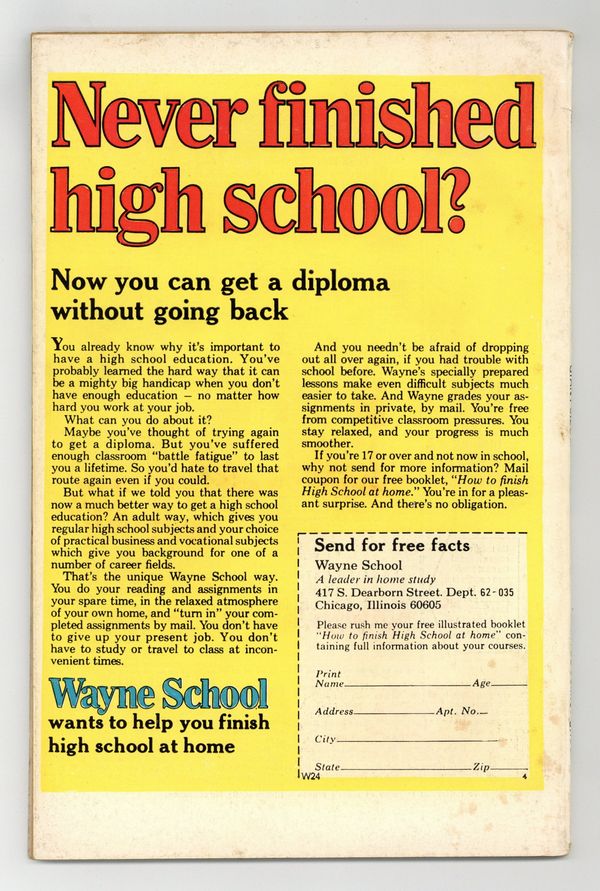 Never finished
high school?
Now you can get a diploma
without going back
You already know why it's important to
have a high school education. You've
probably learned the hard way that it can
be a mighty big handicap when you don't
have enough education – no matter how
hard you work at your job.
What can you do about it?
Maybe you've thought of trying again
to get a diploma. But you've suffered
enough classroom "battle fatigue" to last
you a lifetime. So you'd hate to travel that
route again even if you could.
But what if we told you that there was
now a much better way to get a high school
education? An adult way, which gives you
regular high school subjects and your choice
of practical business and vocational subjects
which give you background for one of a
number of career fields.
That's the unique Wayne School way.
You do your reading and assignments in
your spare time, in the relaxed atmosphere
of your own home, and "turn in" your com-
pleted assignments by mail. You don't have
to give up your present job. You don't
have to study or travel to class at incon-
venient times.
Wayne School
wants to help you finish
high school at home
And you needn't be afraid of dropping
out all over again, if you had trouble with
school before. Wayne's specially prepared
lessons make even difficult subjects much
easier to take. And Wayne grades your as-
signments in private, by mail. You're free
from competitive classroom pressures. You
stay relaxed, and your progress is much
smoother.
If you're 17 or over and not now in school,
why not send for more information? Mail
coupon for our free booklet, "How to finish
High School at home." You're in for a pleas-
ant surprise. And there's no obligation.
Send for free facts
Wayne School
A leader in home study
417 S. Dearborn Street. Dept. 62-035
Chicago, Illinois 60605
Please rush me your free illustrated booklet
"How to finish High School at home" con-
taining full information about your courses.
Print
Name Age
Address Apt. No.
City
State Zip
W24 4